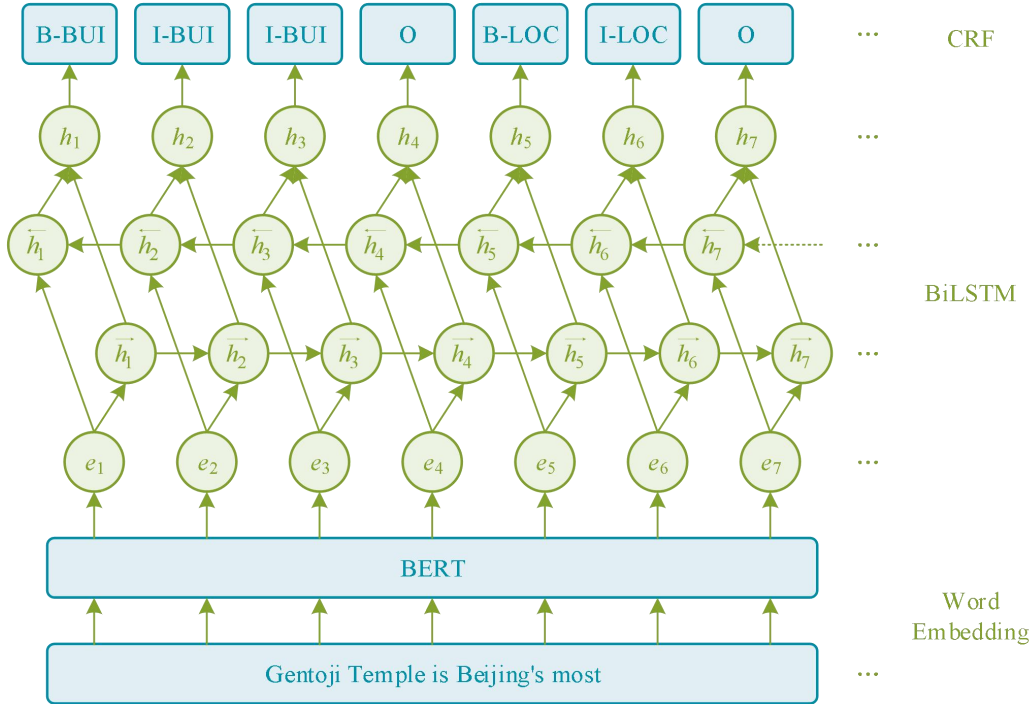 B-BUI I-BUI I-BUI O B-LOC I-LOC O ... CRF
h₁ h₂ h₃ h₄ h₅ h₆ h₇ ...
←h₁ ←h₂ ←h₃ ←h₄ ←h₅ ←h₆ ←h₇ ...
BiLSTM
→h₁ →h₂ →h₃ →h₄ →h₅ →h₆ →h₇ ...
e₁ e₂ e₃ e₄ e₅ e₆ e₇ ...
BERT
Word
Embedding
Gentoji Temple is Beijing's most ...